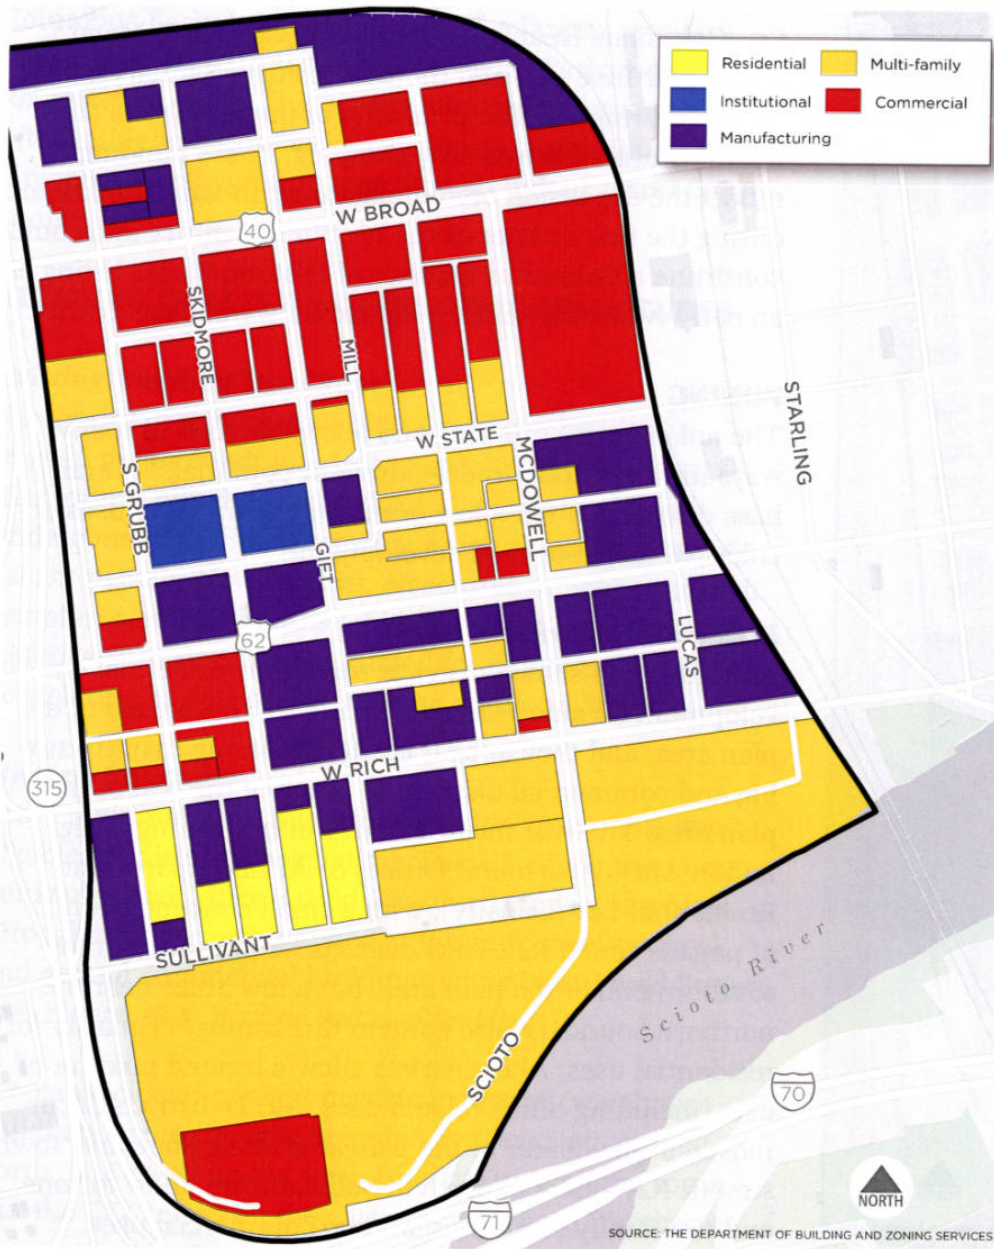 Residential
Multi-family
Institutional
Commercial
Manufacturing
W BROAD
40
SKIDMORE
MILL
STARLING
W STATE
MCDOWELL
S GRUBB
GIFT
62
LUCAS
W RICH
315
SULLIVANT
Scioto River
SCIOTO
70
71
NORTH
SOURCE: THE DEPARTMENT OF BUILDING AND ZONING SERVICES